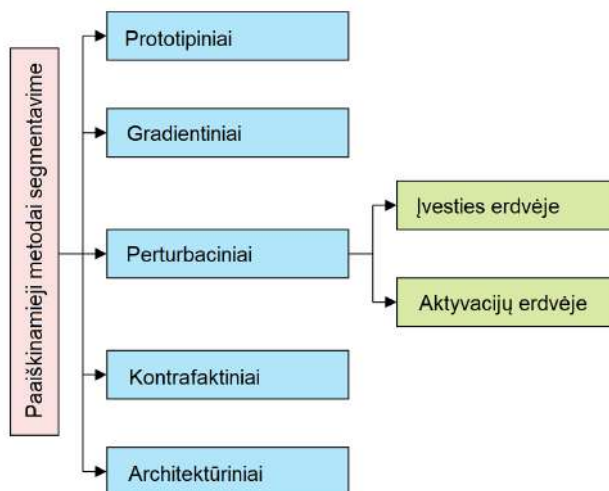 Paaiškinamieji metodai segmentavime
Prototipiniai
Gradientiniai
Perturbaciniai
Įvesties erdvėje
Aktyvacijų erdvėje
Kontrafaktiniai
Architektūriniai